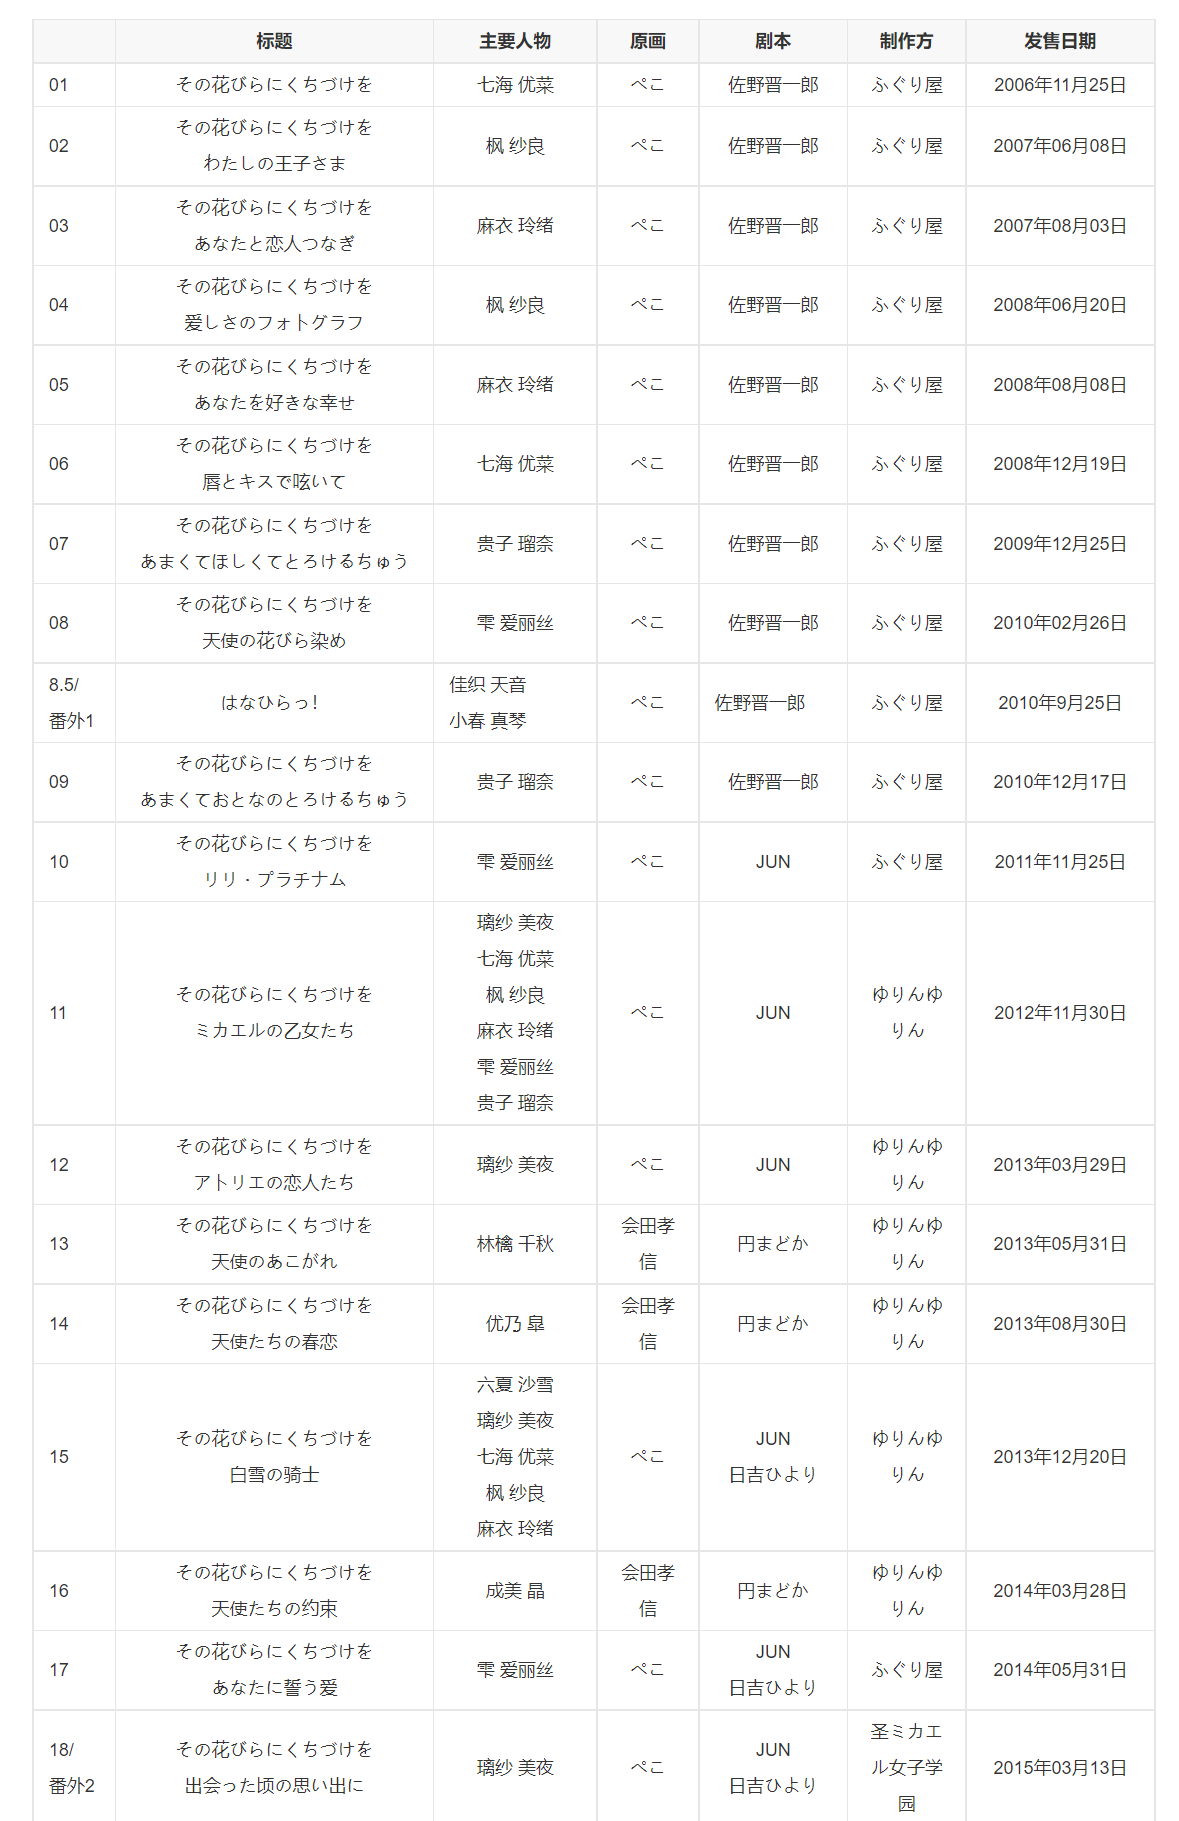 标题 主要人物 原画 剧本 制作方 发售日期
01 その花びらにくちづけを 七海 优菜 ぺこ 佐野晋一郎 ふぐり屋 2006年11月25日
02 その花びらにくちづけを
わたしの王子さま 枫 纱良 ぺこ 佐野晋一郎 ふぐり屋 2007年06月08日
03 その花びらにくちづけを
あなたと恋人つなぎ 麻衣 玲绪 ぺこ 佐野晋一郎 ふぐり屋 2007年08月03日
04 その花びらにくちづけを
爱しさのフォトグラフ 枫 纱良 ぺこ 佐野晋一郎 ふぐり屋 2008年06月20日
05 その花びらにくちづけを
あなたを好きな幸せ 麻衣 玲绪 ぺこ 佐野晋一郎 ふぐり屋 2008年08月08日
06 その花びらにくちづけを
唇とキスで呟いて 七海 优菜 ぺこ 佐野晋一郎 ふぐり屋 2008年12月19日
07 その花びらにくちづけを
あまくてほしくてとろけるちゅう 贵子 瑠奈 ぺこ 佐野晋一郎 ふぐり屋 2009年12月25日
08 その花びらにくちづけを
天使の花びら染め 雫 爱丽丝 ぺこ 佐野晋一郎 ふぐり屋 2010年02月26日
8.5/
番外1 はなひらっ！ 佳织 天音
小春 真琴 ぺこ 佐野晋一郎 ふぐり屋 2010年9月25日
09 その花びらにくちづけを
あまくておとなのとろけるちゅう 贵子 瑠奈 ぺこ 佐野晋一郎 ふぐり屋 2010年12月17日
10 その花びらにくちづけを
リリ・プラチナム 雫 爱丽丝 ぺこ JUN ふぐり屋 2011年11月25日
11 その花びらにくちづけを
ミカエルの乙女たち 璃纱 美夜
七海 优菜
枫 纱良
麻衣 玲绪
雫 爱丽丝
贵子 瑠奈 ぺこ JUN ゆりんゆ
りん 2012年11月30日
12 その花びらにくちづけを
アトリエの恋人たち 璃纱 美夜 ぺこ JUN ゆりんゆ
りん 2013年03月29日
13 その花びらにくちづけを
天使のあこがれ 林檎 千秋 会田孝
信 円まどか ゆりんゆ
りん 2013年05月31日
14 その花びらにくちづけを
天使たちの春恋 优乃 皐 会田孝
信 円まどか ゆりんゆ
りん 2013年08月30日
15 その花びらにくちづけを
白雪の骑士 六夏 沙雪
璃纱 美夜
七海 优菜
枫 纱良
麻衣 玲绪 ぺこ JUN
日吉ひより ゆりんゆ
りん 2013年12月20日
16 その花びらにくちづけを
天使たちの约束 成美 晶 会田孝
信 円まどか ゆりんゆ
りん 2014年03月28日
17 その花びらにくちづけを
あなたに誓う爱 雫 爱丽丝 ぺこ JUN
日吉ひより ふぐり屋 2014年05月31日
18/
番外2 その花びらにくちづけを
出会った顷の思い出に 璃纱 美夜 ぺこ JUN
日吉ひより 圣ミカエ
ル女子学
园 2015年03月13日